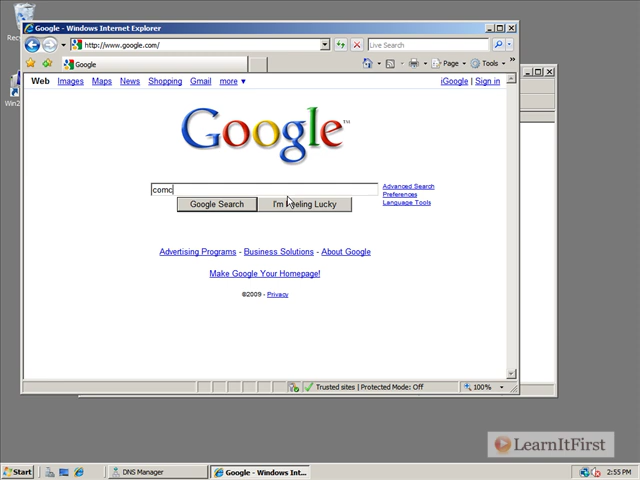 Recy
Win2
Google - Windows Internet Explorer
http://www.google.com/
Live Search
Google
Page
Tools
Web Images Maps News Shopping Gmail more ▼
iGoogle | Sign in
Google™
comc
Advanced Search
Preferences
Language Tools
Google Search
I'm Feeling Lucky
Advertising Programs - Business Solutions - About Google
Make Google Your Homepage!
©2009 - Privacy
Trusted sites | Protected Mode: Off
100%
LearnItFirst
Start
DNS Manager
Google - Windows Int...
2:55 PM